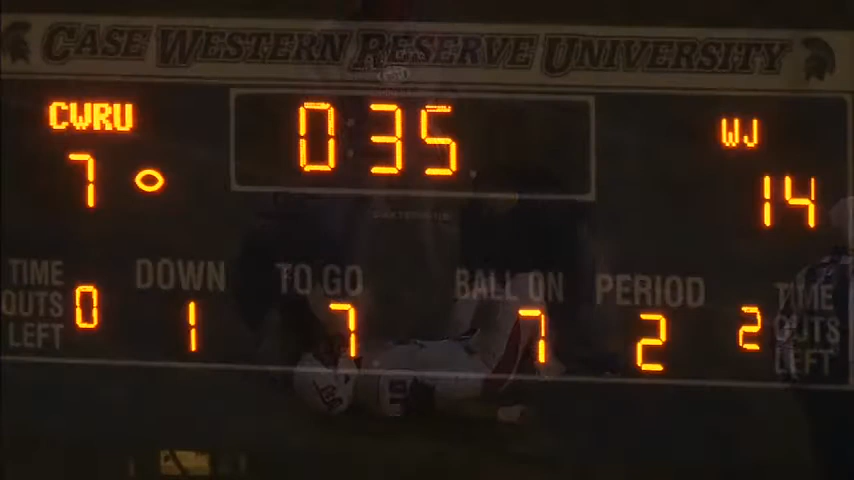 CASE WESTERN RESERVE UNIVERSITY
CWRU
0:35
WJ
7
14
TIME OUTS LEFT
0
DOWN
1
TO GO
7
BALL ON
7
PERIOD
2
2
TIME OUTS LEFT